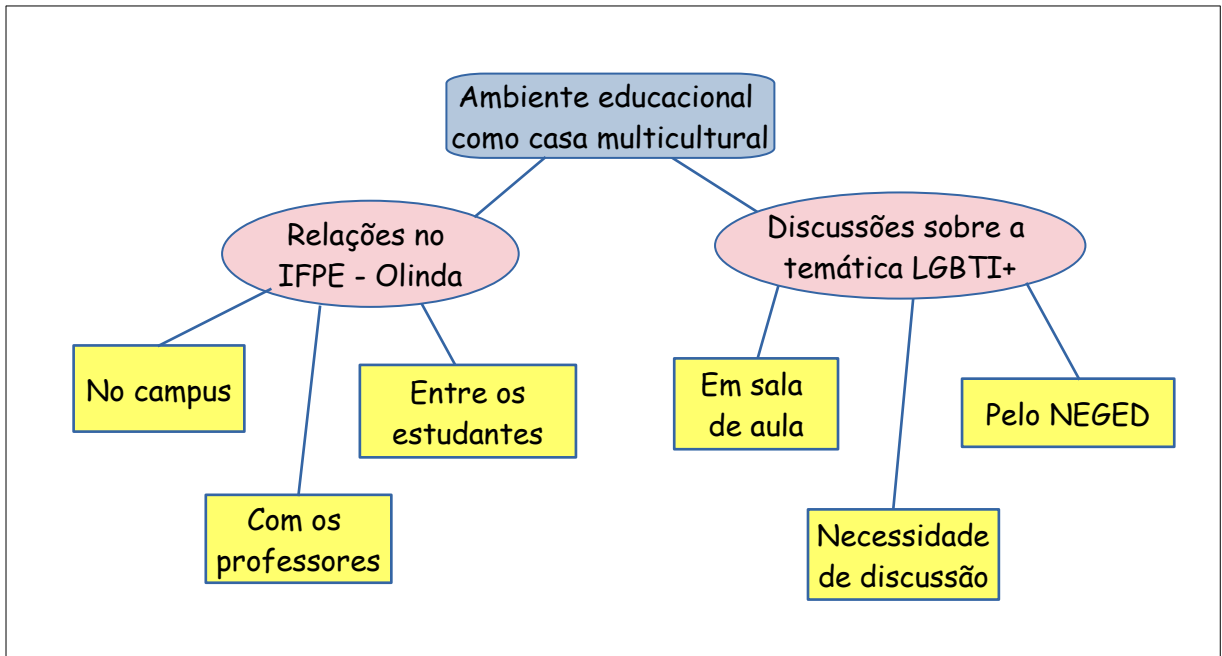 Ambiente educacional
como casa multicultural
Relações no
IFPE - Olinda
Discussões sobre a
temática LGBTI+
No campus
Entre os
estudantes
Em sala
de aula
Pelo NEGED
Com os
professores
Necessidade
de discussão